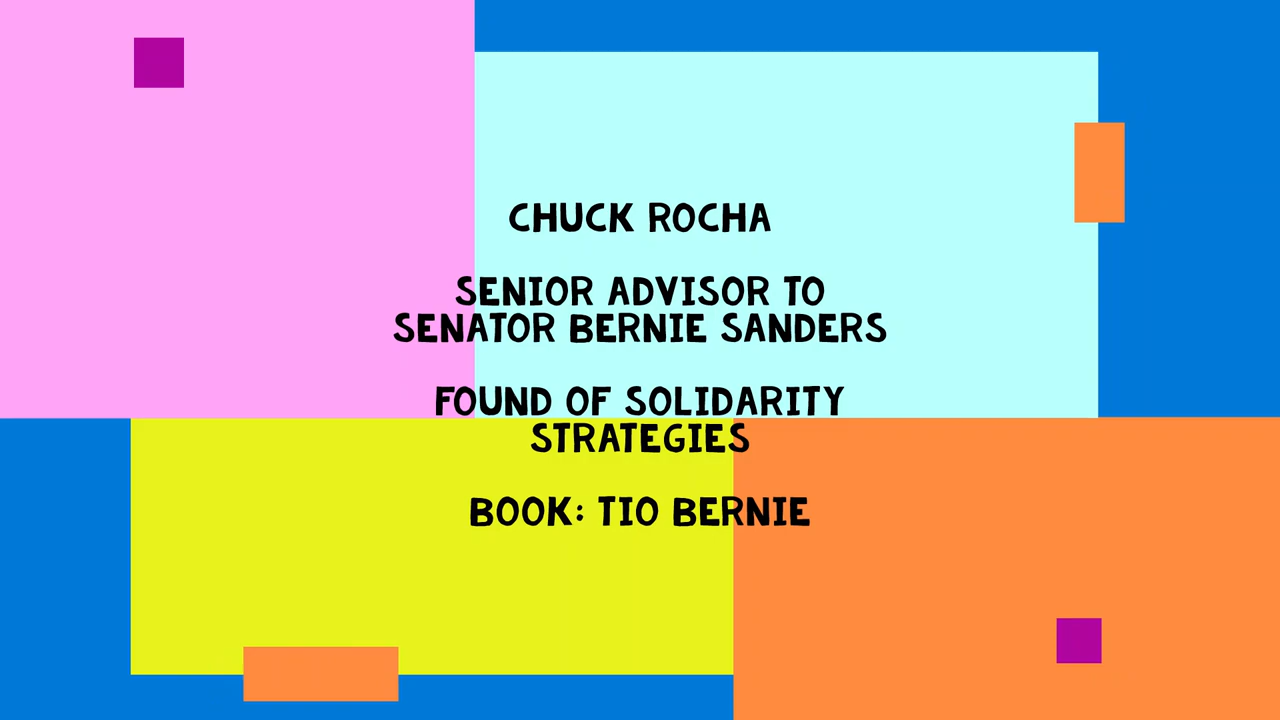 CHUCK ROCHA
SENIOR ADVISOR TO
SENATOR BERNIE SANDERS
FOUND OF SOLIDARITY
STRATEGIES
BOOK: TIO BERNIE